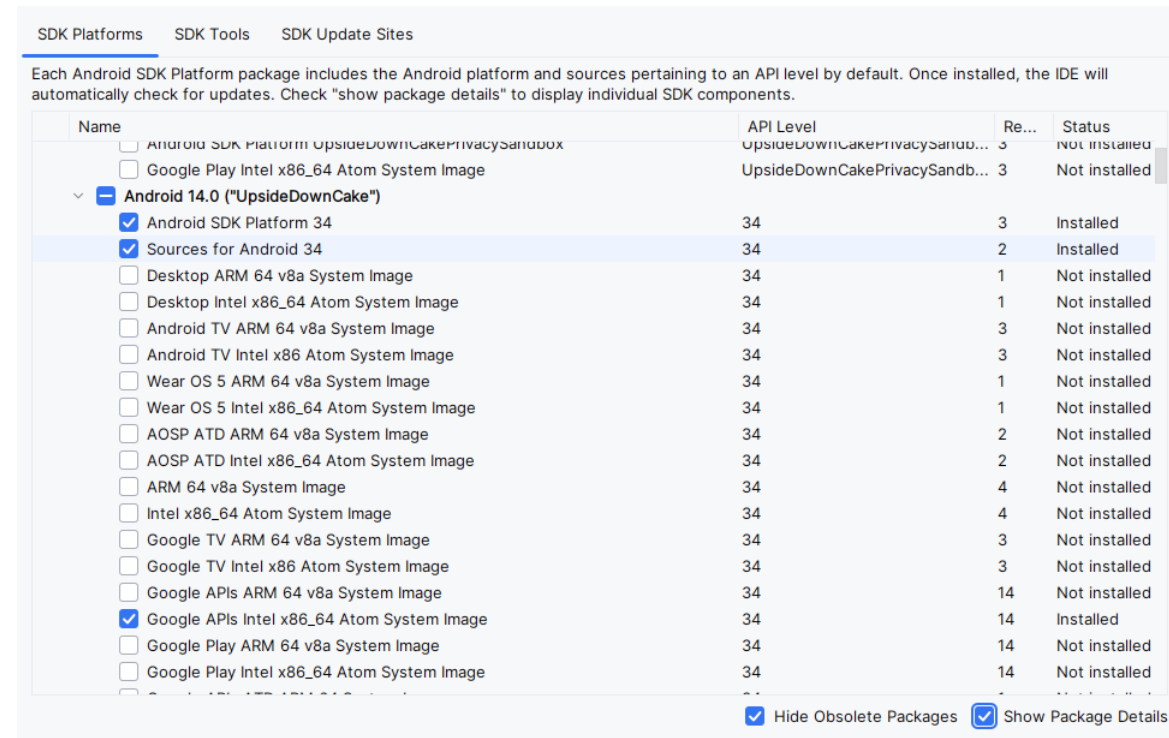 SDK Platforms SDK Tools SDK Update Sites
Each Android SDK Platform package includes the Android platform and sources pertaining to an API level by default. Once installed, the IDE will
automatically check for updates. Check "show package details" to display individual SDK components.
Name API Level Re... Status
Android SDK Platform UpsideDownCakePrivacySandbox UpsideDownCakePrivacySandb... 3 Not installed
Google Play Intel x86_64 Atom System Image UpsideDownCakePrivacySandb... 3 Not installed
Android 14.0 ("UpsideDownCake")
Android SDK Platform 34 34 3 Installed
Sources for Android 34 34 2 Installed
Desktop ARM 64 v8a System Image 34 1 Not installed
Desktop Intel x86_64 Atom System Image 34 1 Not installed
Android TV ARM 64 v8a System Image 34 3 Not installed
Android TV Intel x86 Atom System Image 34 3 Not installed
Wear OS 5 ARM 64 v8a System Image 34 1 Not installed
Wear OS 5 Intel x86_64 Atom System Image 34 1 Not installed
AOSP ATD ARM 64 v8a System Image 34 2 Not installed
AOSP ATD Intel x86_64 Atom System Image 34 2 Not installed
ARM 64 v8a System Image 34 4 Not installed
Intel x86_64 Atom System Image 34 4 Not installed
Google TV ARM 64 v8a System Image 34 3 Not installed
Google TV Intel x86 Atom System Image 34 3 Not installed
Google APIs ARM 64 v8a System Image 34 14 Not installed
Google APIs Intel x86_64 Atom System Image 34 14 Installed
Google Play ARM 64 v8a System Image 34 14 Not installed
Google Play Intel x86_64 Atom System Image 34 14 Not installed
Hide Obsolete Packages Show Package Details